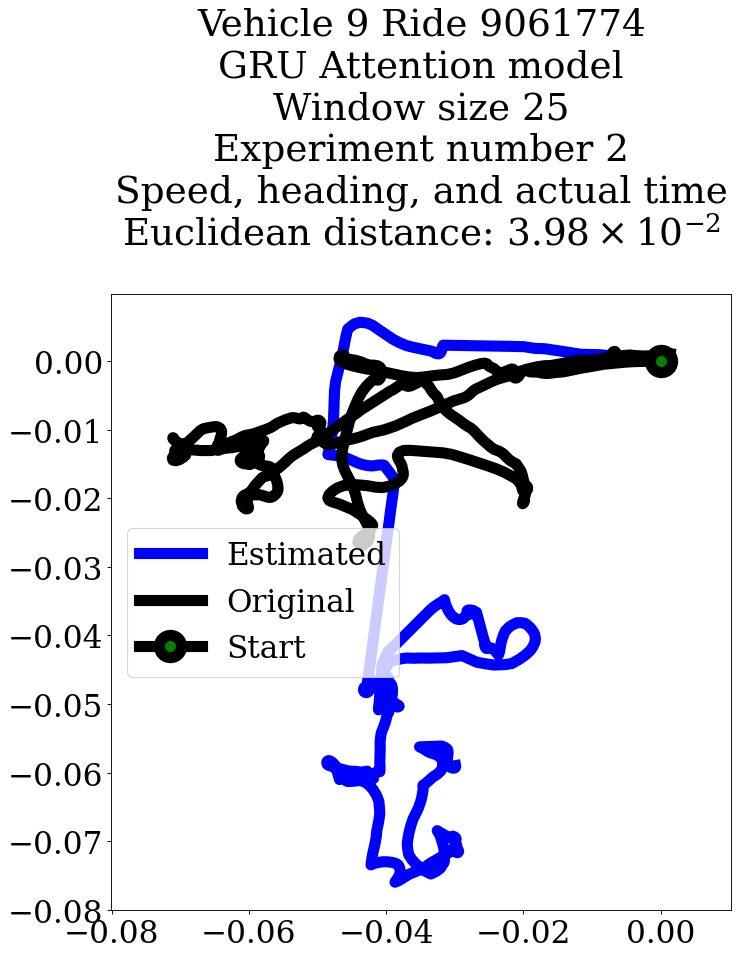 Vehicle 9 Ride 9061774
GRU Attention model
Window size 25
Experiment number 2
Speed, heading, and actual time
Euclidean distance: 3.98 × 10⁻²
0.00
−0.01
−0.02
−0.03
−0.04
−0.05
−0.06
−0.07
−0.08
Estimated
Original
Start
−0.08 −0.06 −0.04 −0.02 0.00